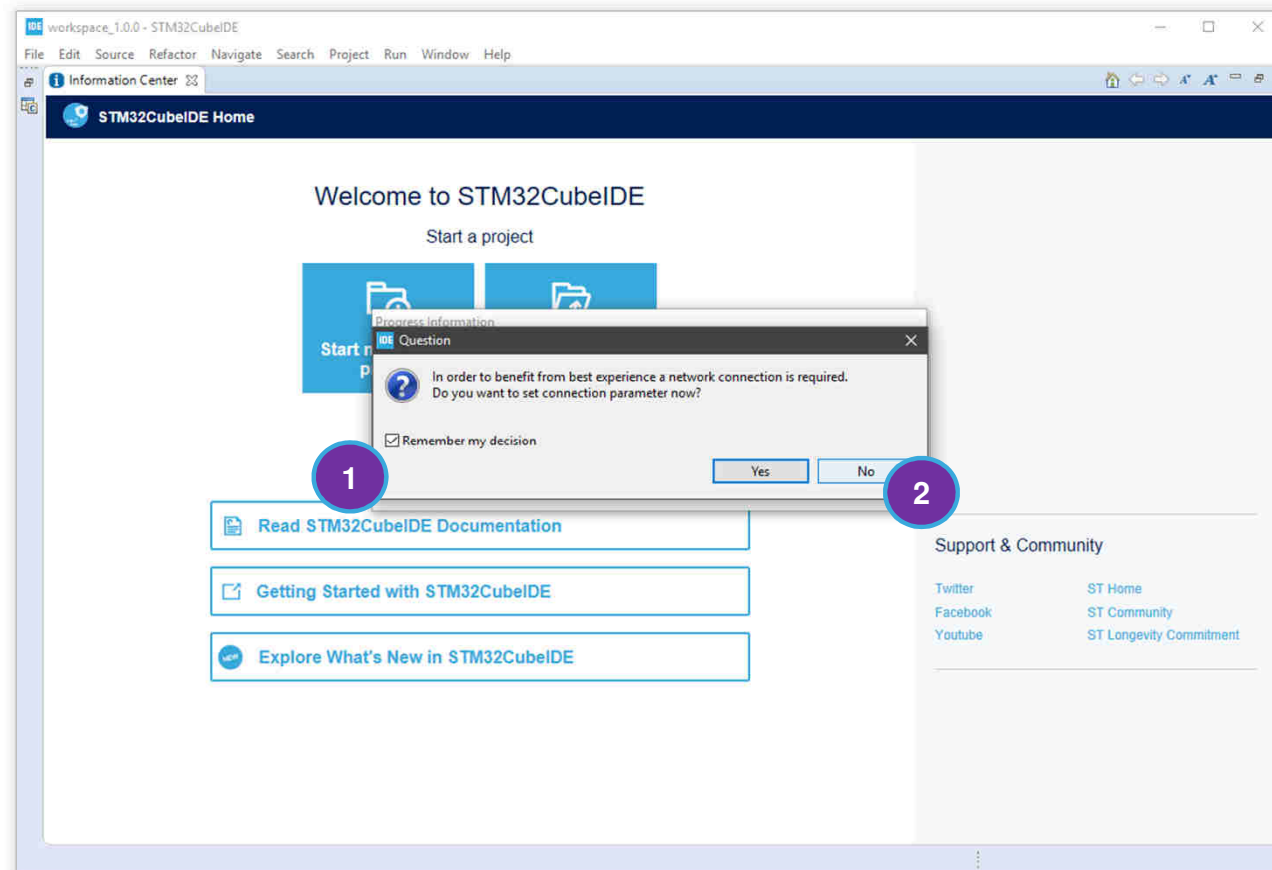 IDE workspace_1.0.0 - STM32CubeIDE
File Edit Source Refactor Navigate Search Project Run Window Help
Information Center
STM32CubeIDE Home
Welcome to STM32CubeIDE
Start a project
Progress Information
IDE Question
Start
In order to benefit from best experience a network connection is required.
Do you want to set connection parameter now?
Remember my decision
1
Yes No
2
Read STM32CubeIDE Documentation
Getting Started with STM32CubeIDE
NEW Explore What's New in STM32CubeIDE
Support & Community
Twitter ST Home
Facebook ST Community
Youtube ST Longevity Commitment